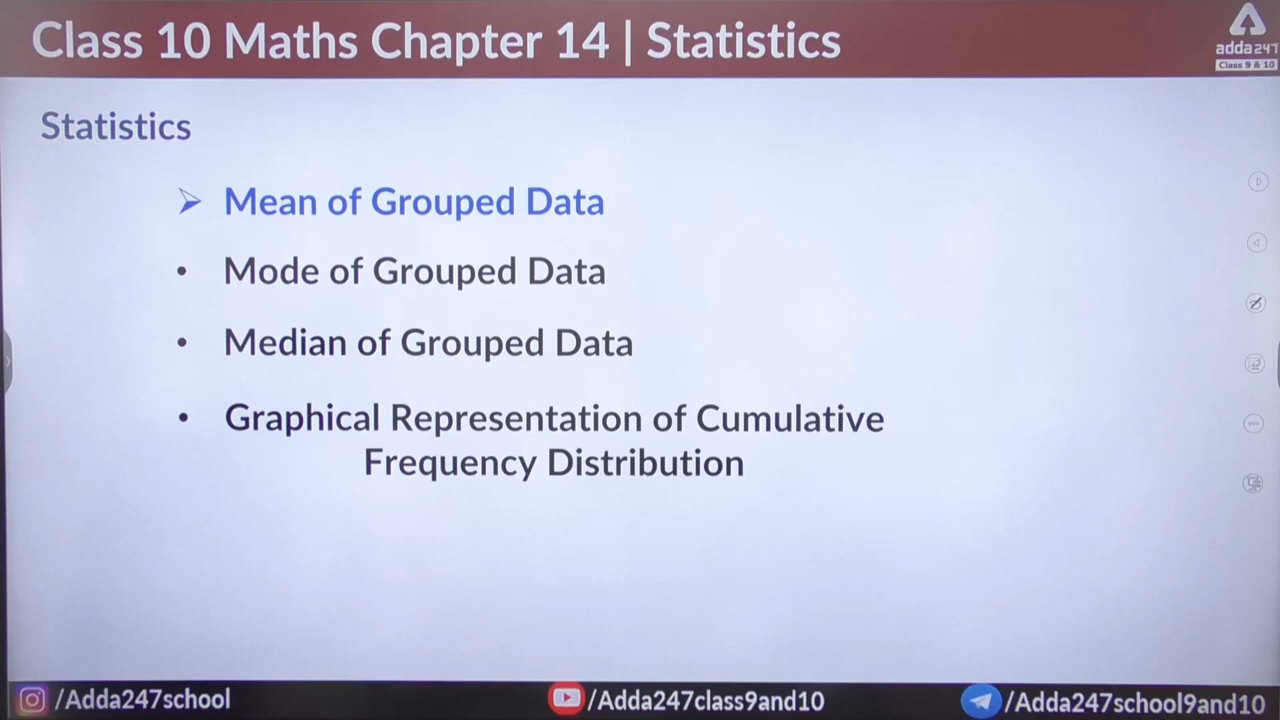 Class 10 Maths Chapter 14 | Statistics
adda247
Class 9 & 10
Statistics
Mean of Grouped Data
Mode of Grouped Data
Median of Grouped Data
Graphical Representation of Cumulative
Frequency Distribution
/Adda247school
/Adda247class9and10
/Adda247school9and10